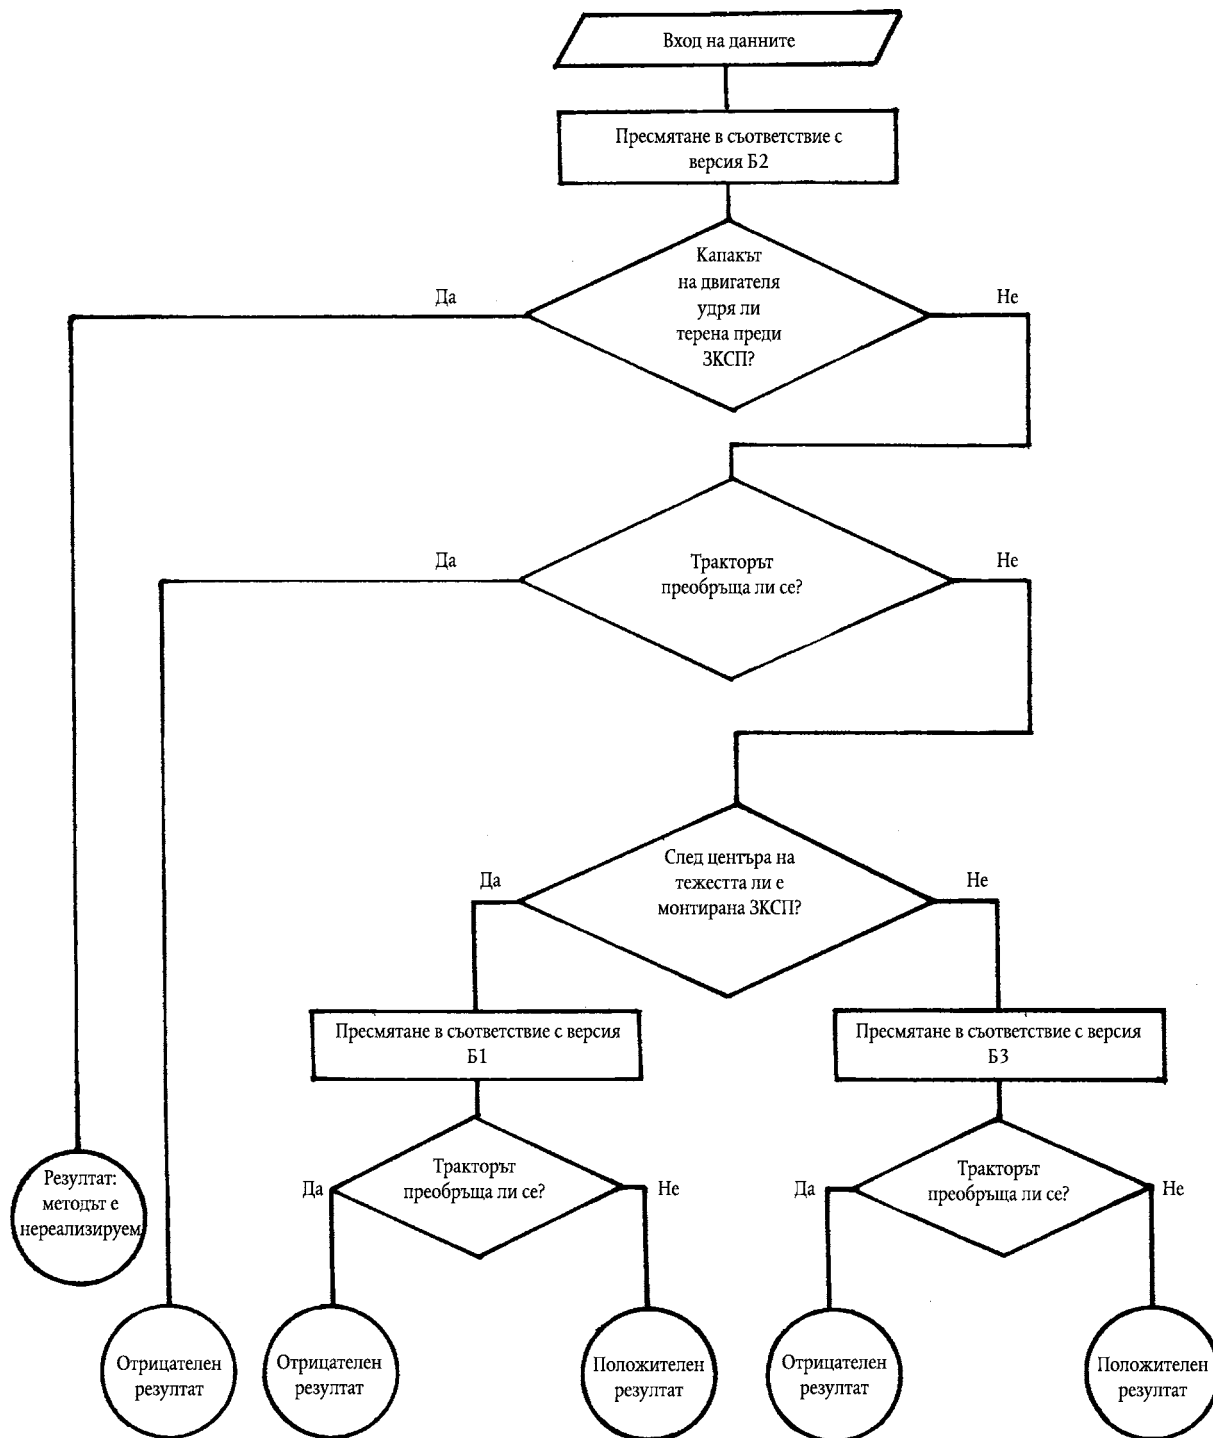 Вход на данните
Пресмятане в съответствие с
версия Б2
Капакът
на двигателя
удря ли
терена преди
ЗКСП?
Да
Не
Тракторът
преобръща ли се?
Да
Не
След центъра на
тежестта ли е
монтирана ЗКСП?
Да
Не
Пресмятане в съответствие с версия
Б1
Пресмятане в съответствие с версия
Б3
Тракторът
преобръща ли се?
Да
Не
Тракторът
преобръща ли се?
Да
Не
Резултат:
методът е
нереализируем
Отрицателен
резултат
Отрицателен
резултат
Положителен
резултат
Отрицателен
резултат
Положителен
резултат